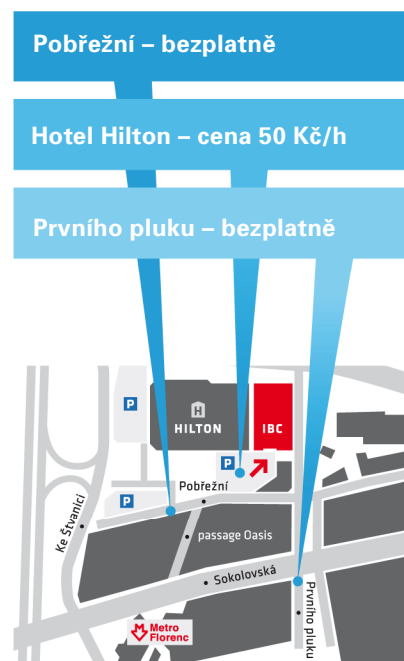 Pobřežní – bezplatně
Hotel Hilton – cena 50 Kč/h
Prvního pluku – bezplatně
P
H
HILTON
IBC
P
P
Pobřežní
Ke Štvanici
passage Oasis
Sokolovská
Prvního pluku
Metro
Florenc